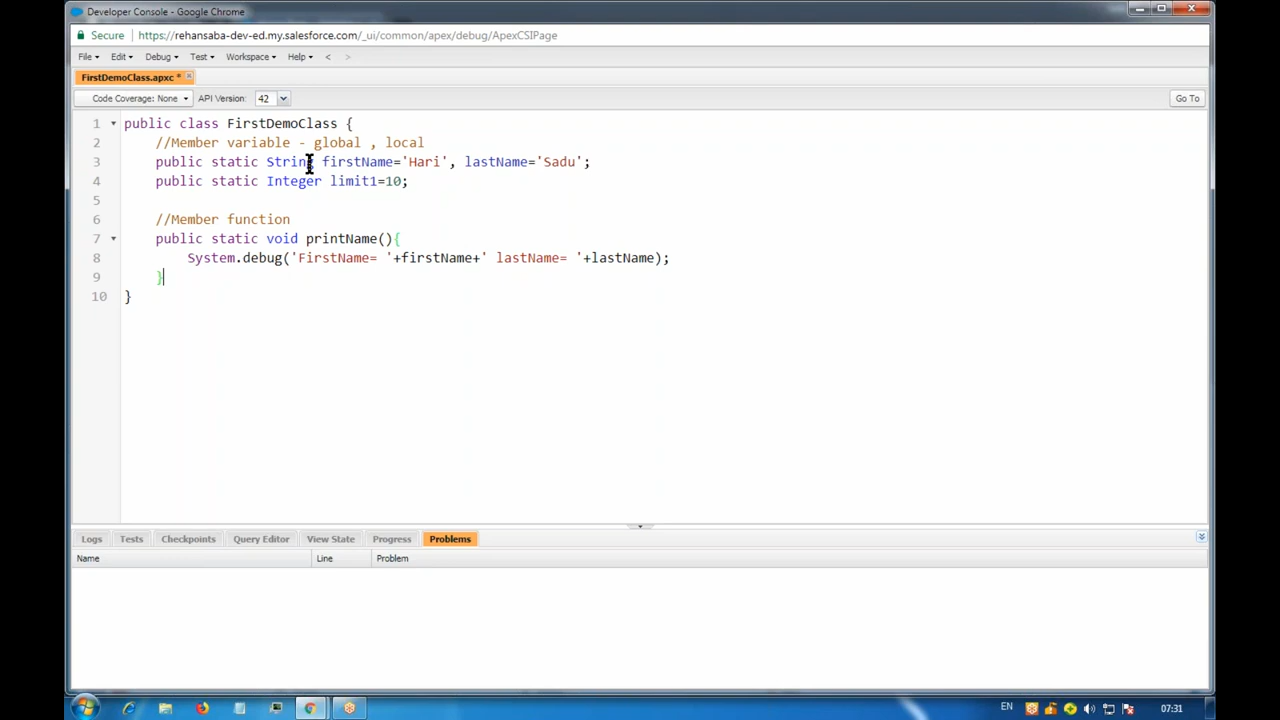 Developer Console - Google Chrome
Secure https://rehansaba-dev-ed.my.salesforce.com/_ui/common/apex/debug/ApexCSIPage
File Edit Debug Test Workspace Help < >
FirstDemoClass.apxc *
Code Coverage: None API Version: 42 Go To
1 public class FirstDemoClass {
2 //Member variable - global , local
3 public static String firstName='Hari', lastName='Sadu';
4 public static Integer limit1=10;
5
6 //Member function
7 public static void printName(){
8 System.debug('FirstName= '+firstName+' lastName= '+lastName);
9 }
10 }
Logs Tests Checkpoints Query Editor View State Progress Problems
Name Line Problem
EN 07:31